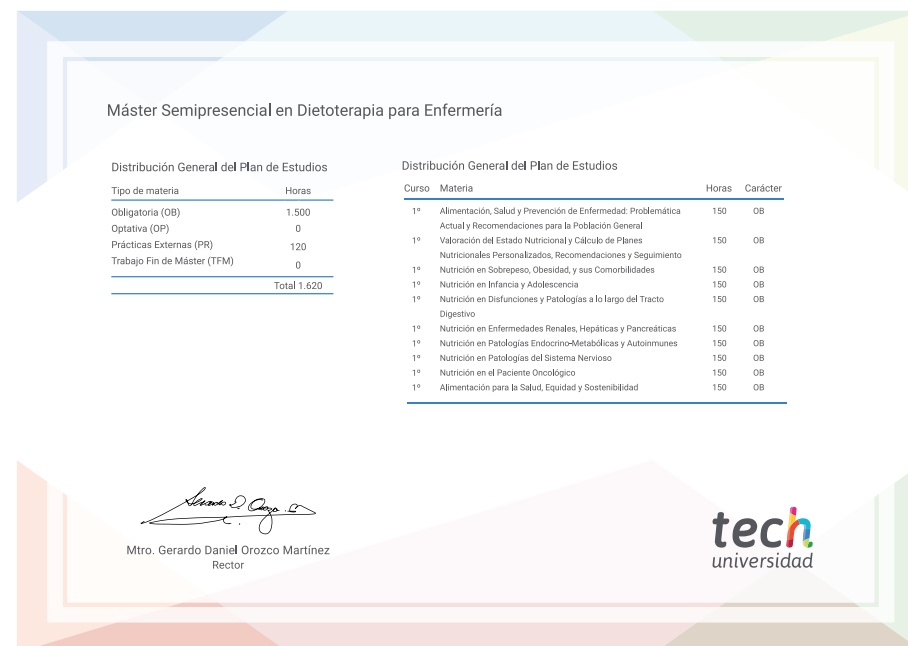 Máster Semipresencial en Dietoterapia para Enfermería
Distribución General del Plan de Estudios
Tipo de materia Horas
Obligatoria (OB) 1.500
Optativa (OP) 0
Prácticas Externas (PR) 120
Trabajo Fin de Máster (TFM) 0
Total 1.620
Distribución General del Plan de Estudios
Curso Materia Horas Carácter
1º Alimentación, Salud y Prevención de Enfermedad: Problemática 150 OB
Actual y Recomendaciones para la Población General
1º Valoración del Estado Nutricional y Cálculo de Planes 150 OB
Nutricionales Personalizados, Recomendaciones y Seguimiento
1º Nutrición en Sobrepeso, Obesidad, y sus Comorbilidades 150 OB
1º Nutrición en Infancia y Adolescencia 150 OB
1º Nutrición en Disfunciones y Patologías a lo largo del Tracto 150 OB
Digestivo
1º Nutrición en Enfermedades Renales, Hepáticas y Pancreáticas 150 OB
1º Nutrición en Patologías Endocrino-Metabólicas y Autoinmunes 150 OB
1º Nutrición en Patologías del Sistema Nervioso 150 OB
1º Nutrición en el Paciente Oncológico 150 OB
1º Alimentación para la Salud, Equidad y Sostenibilidad 150 OB
Mtro. Gerardo Daniel Orozco Martínez
Rector
tech
universidad